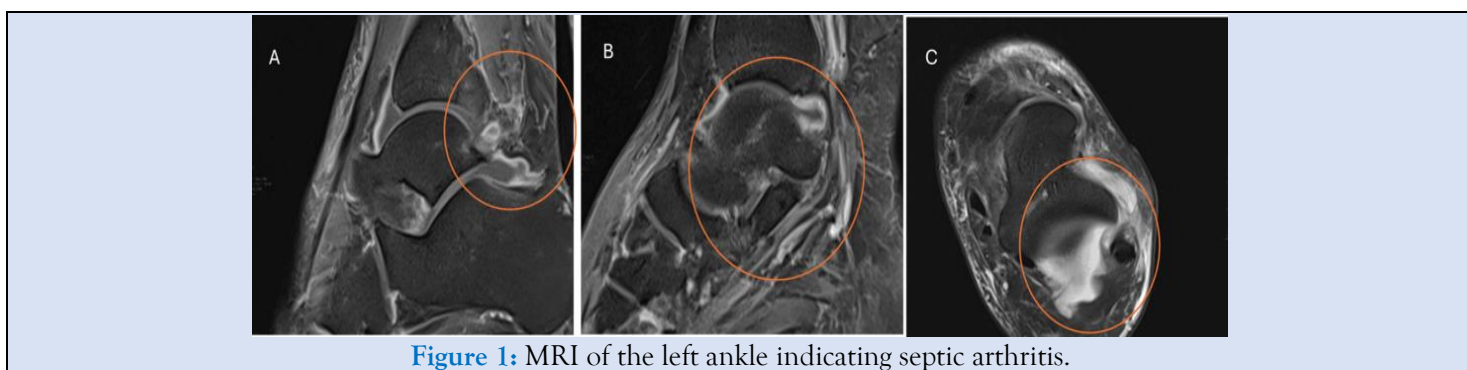 A
B
C
Figure 1: MRI of the left ankle indicating septic arthritis.